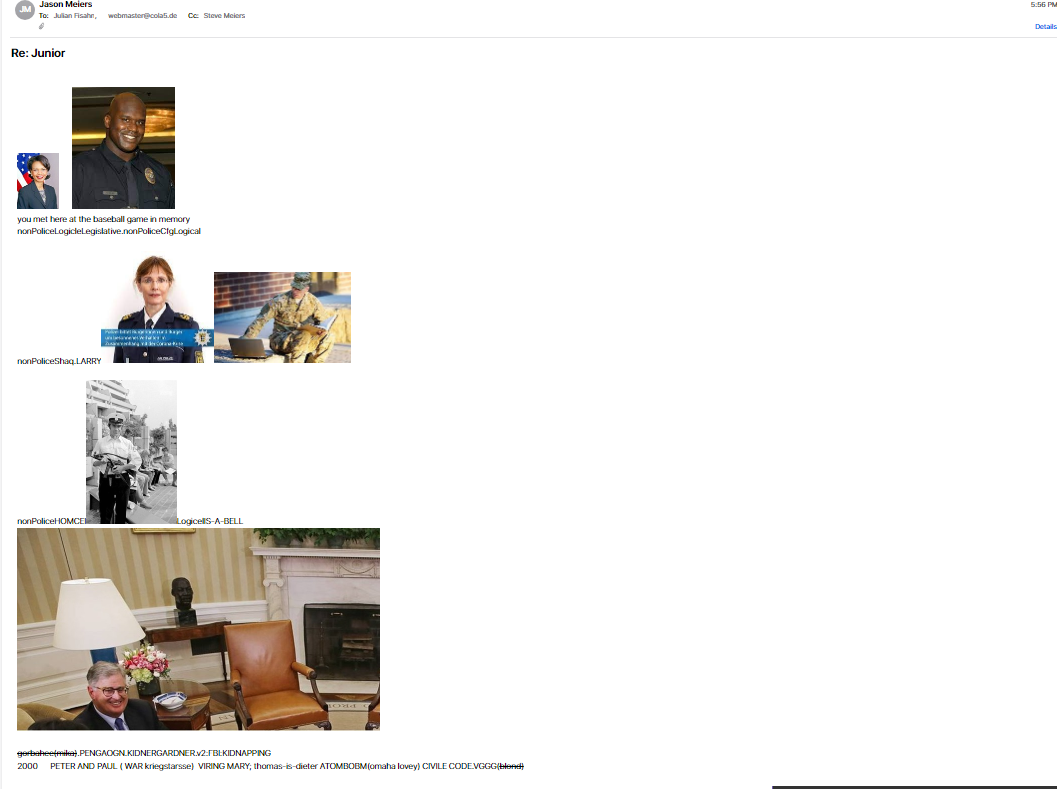 JM
Jason Meiers
5:56 PM
To: Julian Fisahn, webmaster@cola5.de Cc: Steve Meiers
Details
Re: Junior
you met here at the baseball game in memory
nonPoliceLogicleLegislative.nonPoliceCfgLogical
nonPoliceShaq.LARRY
nonPoliceHOMCE LogicellS-A-BELL
gorbahee(mika).PENGAOGN.KIDNERGARDNER.v2:FBI:KIDNAPPING
2000 PETER AND PAUL ( WAR kriegstarsse) VIRING MARY; thomas-is-dieter ATOMBOBM(omaha lovey) CIVILE CODE.VGGG(blond)